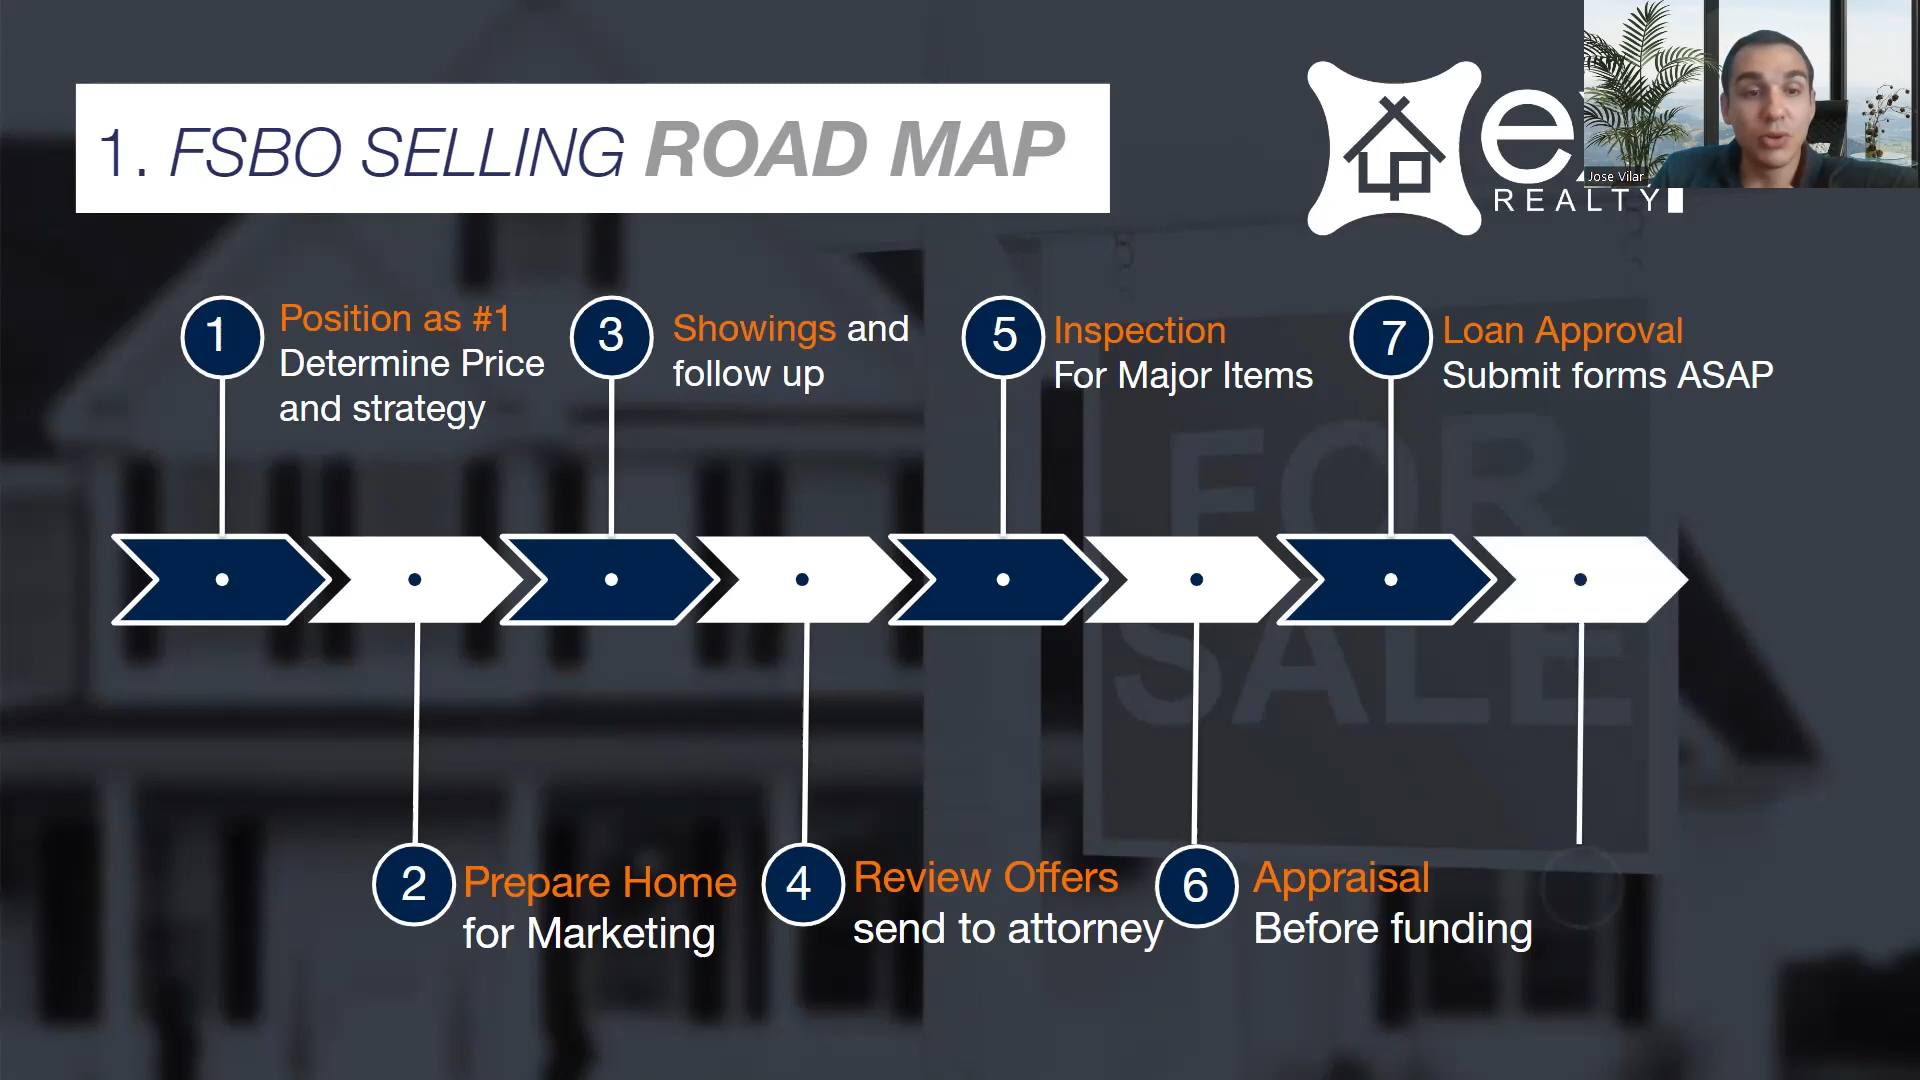 1. FSBO SELLING ROAD MAP
REALTY
Jose Vilar
1
Position as #1
Determine Price
and strategy
3
Showings and
follow up
5
Inspection
For Major Items
7
Loan Approval
Submit forms ASAP
FOR
SALE
2
Prepare Home
for Marketing
4
Review Offers
send to attorney
6
Appraisal
Before funding